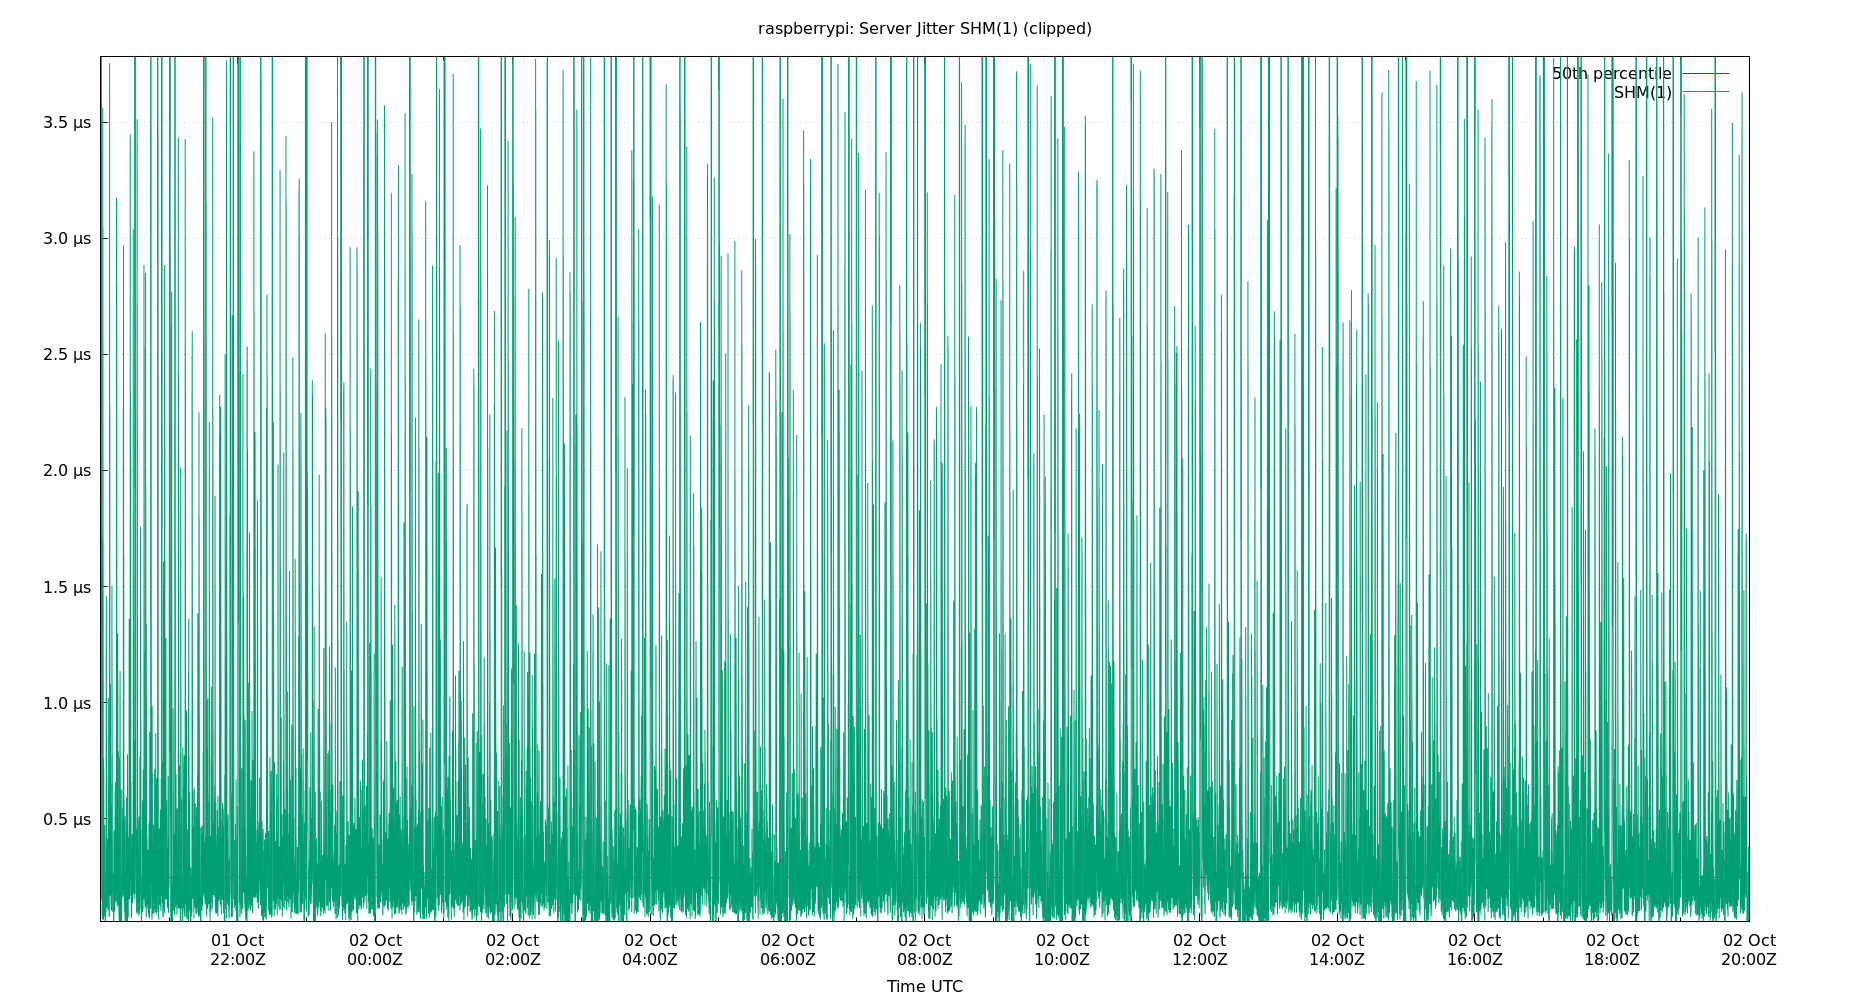 raspberrypi: Server Jitter SHM(1) (clipped)
50th percentile
SHM(1)
3.5 µs
3.0 µs
2.5 µs
2.0 µs
1.5 µs
1.0 µs
0.5 µs
01 Oct 02 Oct 02 Oct 02 Oct 02 Oct 02 Oct 02 Oct 02 Oct 02 Oct 02 Oct 02 Oct 02 Oct
22:00Z 00:00Z 02:00Z 04:00Z 06:00Z 08:00Z 10:00Z 12:00Z 14:00Z 16:00Z 18:00Z 20:00Z
Time UTC